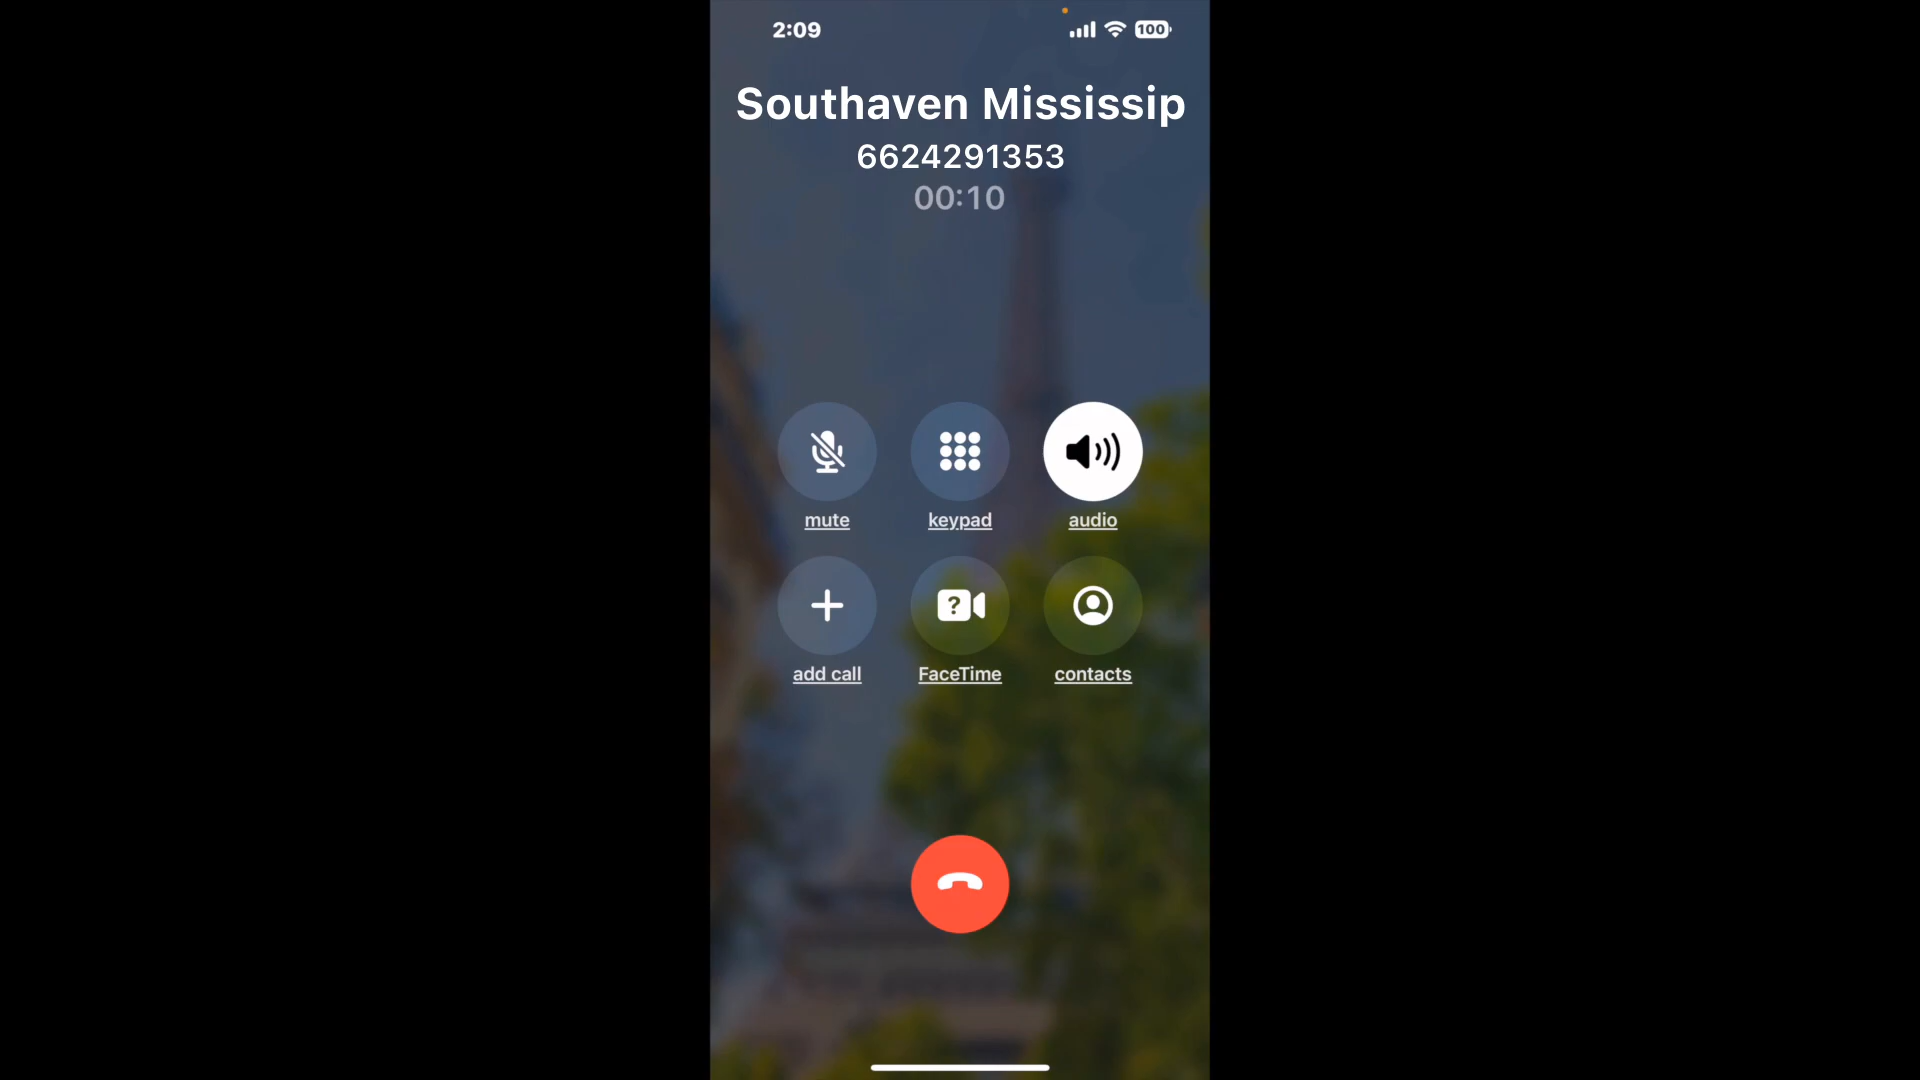 2:09
100
Southaven Mississip
6624291353
00:10
mute keypad audio
?
add call FaceTime contacts